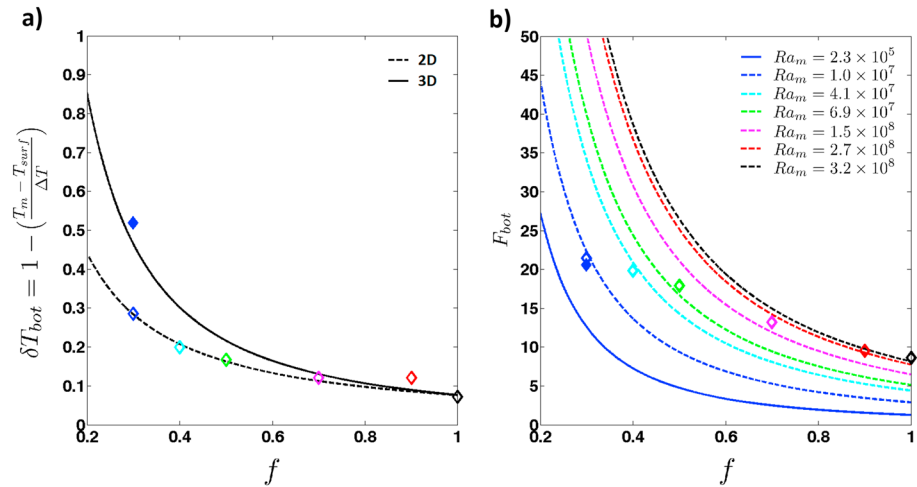 a)
δT_bot = 1 − ((T_m − T_surf)/ΔT)
1
0.9
0.8
0.7
0.6
0.5
0.4
0.3
0.2
0.1
0
0.2 0.4 0.6 0.8 1
f
2D
3D
b)
F_bot
50
45
40
35
30
25
20
15
10
5
0
0.2 0.4 0.6 0.8 1
f
Ra_m = 2.3 × 10^5
Ra_m = 1.0 × 10^7
Ra_m = 4.1 × 10^7
Ra_m = 6.9 × 10^7
Ra_m = 1.5 × 10^8
Ra_m = 2.7 × 10^8
Ra_m = 3.2 × 10^8